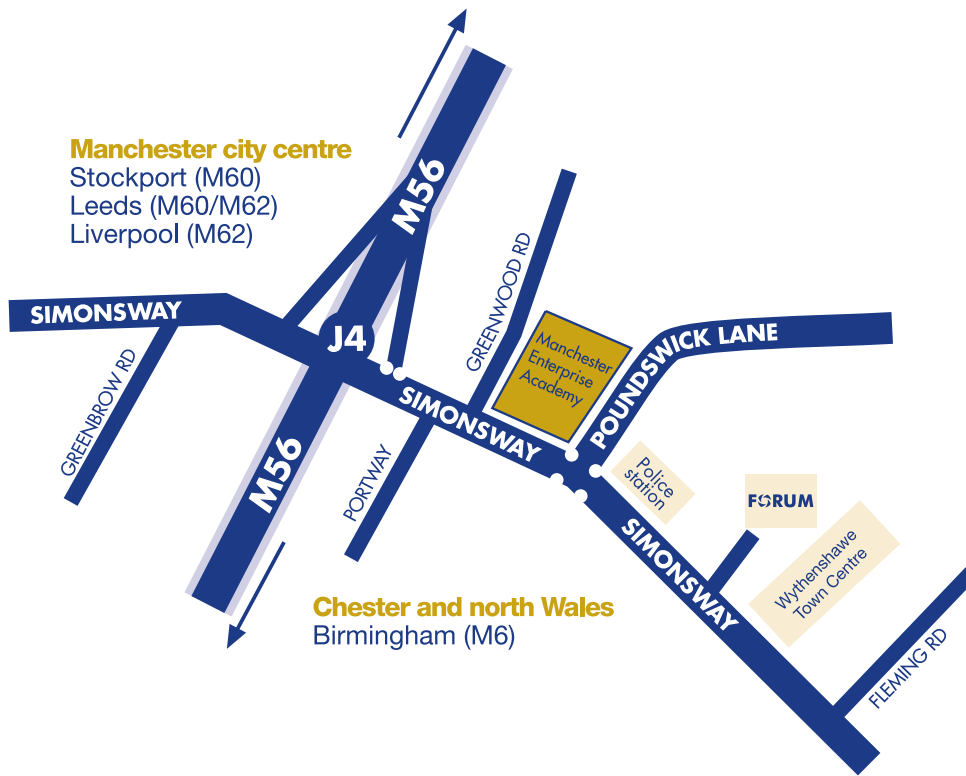 Manchester city centre
Stockport (M60)
Leeds (M60/M62)
Liverpool (M62)
M56
SIMONSWAY
GREENBROW RD
J4
GREENWOOD RD
Manchester
Enterprise
Academy
POUNDSWICK LANE
SIMONSWAY
M56
PORTWAY
Police
station
FORUM
SIMONSWAY
Wythenshawe
Town Centre
FLEMING RD
Chester and north Wales
Birmingham (M6)